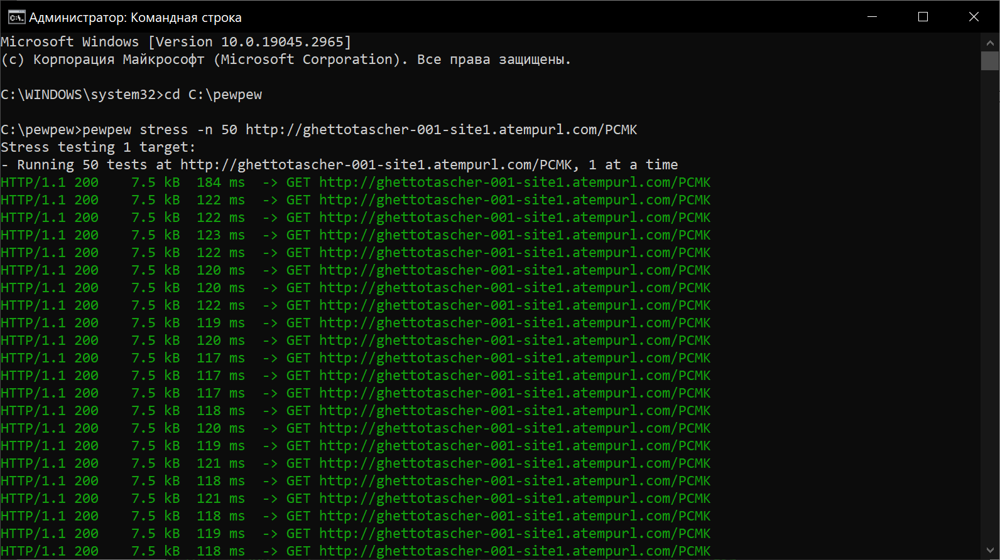 Администратор: Командная строка
Microsoft Windows [Version 10.0.19045.2965]
(c) Корпорация Майкрософт (Microsoft Corporation). Все права защищены.
C:\WINDOWS\system32>cd C:\pewpew
C:\pewpew>pewpew stress -n 50 http://ghettotascher-001-site1.atempurl.com/PCMK
Stress testing 1 target:
- Running 50 tests at http://ghettotascher-001-site1.atempurl.com/PCMK, 1 at a time
HTTP/1.1 200    7.5 kB  184 ms  -> GET http://ghettotascher-001-site1.atempurl.com/PCMK
HTTP/1.1 200    7.5 kB  122 ms  -> GET http://ghettotascher-001-site1.atempurl.com/PCMK
HTTP/1.1 200    7.5 kB  122 ms  -> GET http://ghettotascher-001-site1.atempurl.com/PCMK
HTTP/1.1 200    7.5 kB  123 ms  -> GET http://ghettotascher-001-site1.atempurl.com/PCMK
HTTP/1.1 200    7.5 kB  122 ms  -> GET http://ghettotascher-001-site1.atempurl.com/PCMK
HTTP/1.1 200    7.5 kB  120 ms  -> GET http://ghettotascher-001-site1.atempurl.com/PCMK
HTTP/1.1 200    7.5 kB  120 ms  -> GET http://ghettotascher-001-site1.atempurl.com/PCMK
HTTP/1.1 200    7.5 kB  122 ms  -> GET http://ghettotascher-001-site1.atempurl.com/PCMK
HTTP/1.1 200    7.5 kB  119 ms  -> GET http://ghettotascher-001-site1.atempurl.com/PCMK
HTTP/1.1 200    7.5 kB  120 ms  -> GET http://ghettotascher-001-site1.atempurl.com/PCMK
HTTP/1.1 200    7.5 kB  117 ms  -> GET http://ghettotascher-001-site1.atempurl.com/PCMK
HTTP/1.1 200    7.5 kB  117 ms  -> GET http://ghettotascher-001-site1.atempurl.com/PCMK
HTTP/1.1 200    7.5 kB  117 ms  -> GET http://ghettotascher-001-site1.atempurl.com/PCMK
HTTP/1.1 200    7.5 kB  118 ms  -> GET http://ghettotascher-001-site1.atempurl.com/PCMK
HTTP/1.1 200    7.5 kB  120 ms  -> GET http://ghettotascher-001-site1.atempurl.com/PCMK
HTTP/1.1 200    7.5 kB  119 ms  -> GET http://ghettotascher-001-site1.atempurl.com/PCMK
HTTP/1.1 200    7.5 kB  121 ms  -> GET http://ghettotascher-001-site1.atempurl.com/PCMK
HTTP/1.1 200    7.5 kB  118 ms  -> GET http://ghettotascher-001-site1.atempurl.com/PCMK
HTTP/1.1 200    7.5 kB  121 ms  -> GET http://ghettotascher-001-site1.atempurl.com/PCMK
HTTP/1.1 200    7.5 kB  118 ms  -> GET http://ghettotascher-001-site1.atempurl.com/PCMK
HTTP/1.1 200    7.5 kB  119 ms  -> GET http://ghettotascher-001-site1.atempurl.com/PCMK
HTTP/1.1 200    7.5 kB  118 ms  -> GET http://ghettotascher-001-site1.atempurl.com/PCMK